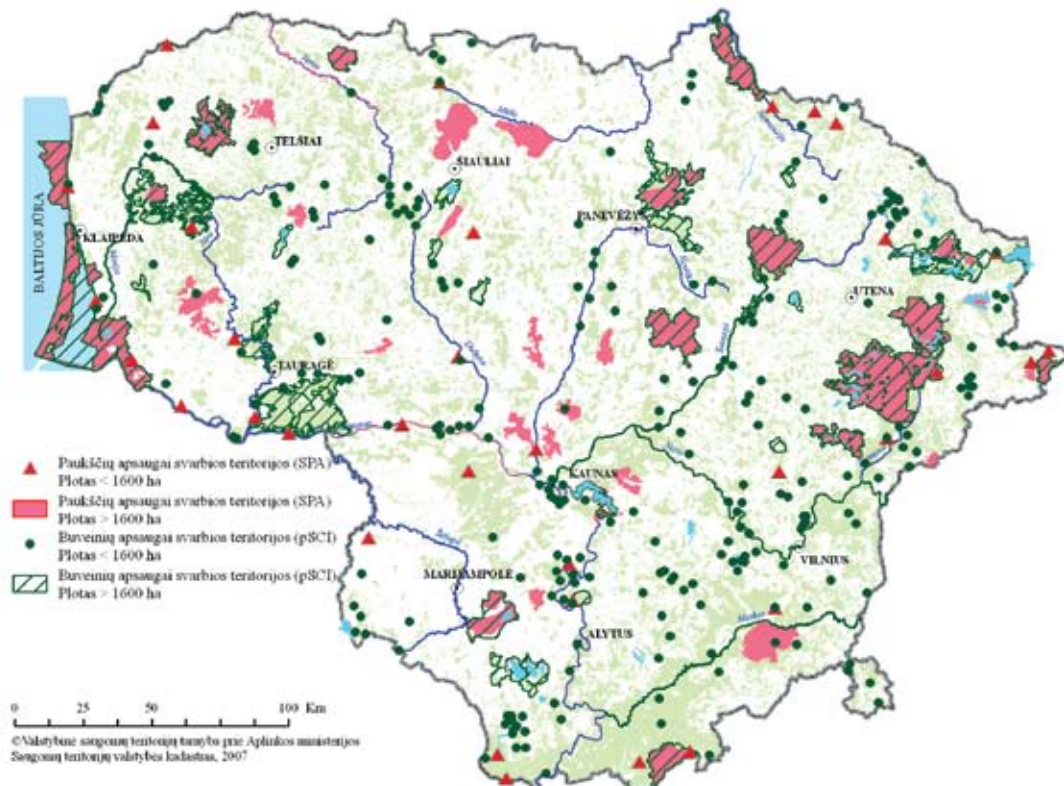 TELŠIAI
ŠIAULIAI
BALTIJOS JŪRA
KLAIPĖDA
PANEVĖŽY
UTENA
TAURAGĖ
KAUNAS
VILNIUS
MARIJAMPOLĖ
ALYTUS
Paukščių apsaugai svarbios teritorijos (SPA)
Plotas < 1600 ha
Paukščių apsaugai svarbios teritorijos (SPA)
Plotas > 1600 ha
Buveinių apsaugai svarbios teritorijos (pSCI)
Plotas < 1600 ha
Buveinių apsaugai svarbios teritorijos (pSCI)
Plotas > 1600 ha
0 25 50 100 Km
©Valstybinė saugomų teritorijų tarnyba prie Aplinkos ministerijos
Saugomų teritorijų valstybės kadastras, 2007